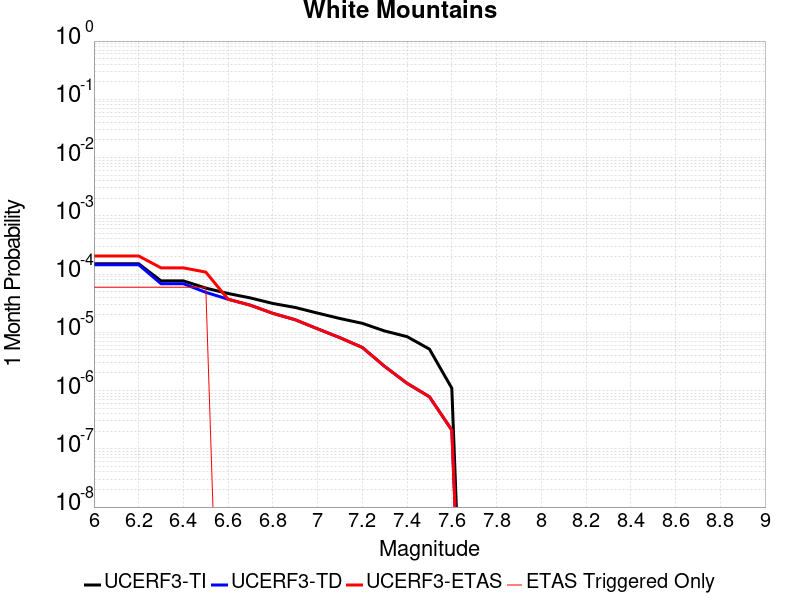 White Mountains
10^0
10^-1
10^-2
10^-3
10^-4
10^-5
10^-6
10^-7
10^-8
1 Month Probability
6 6.2 6.4 6.6 6.8 7 7.2 7.4 7.6 7.8 8 8.2 8.4 8.6 8.8 9
Magnitude
UCERF3-TI UCERF3-TD UCERF3-ETAS ETAS Triggered Only